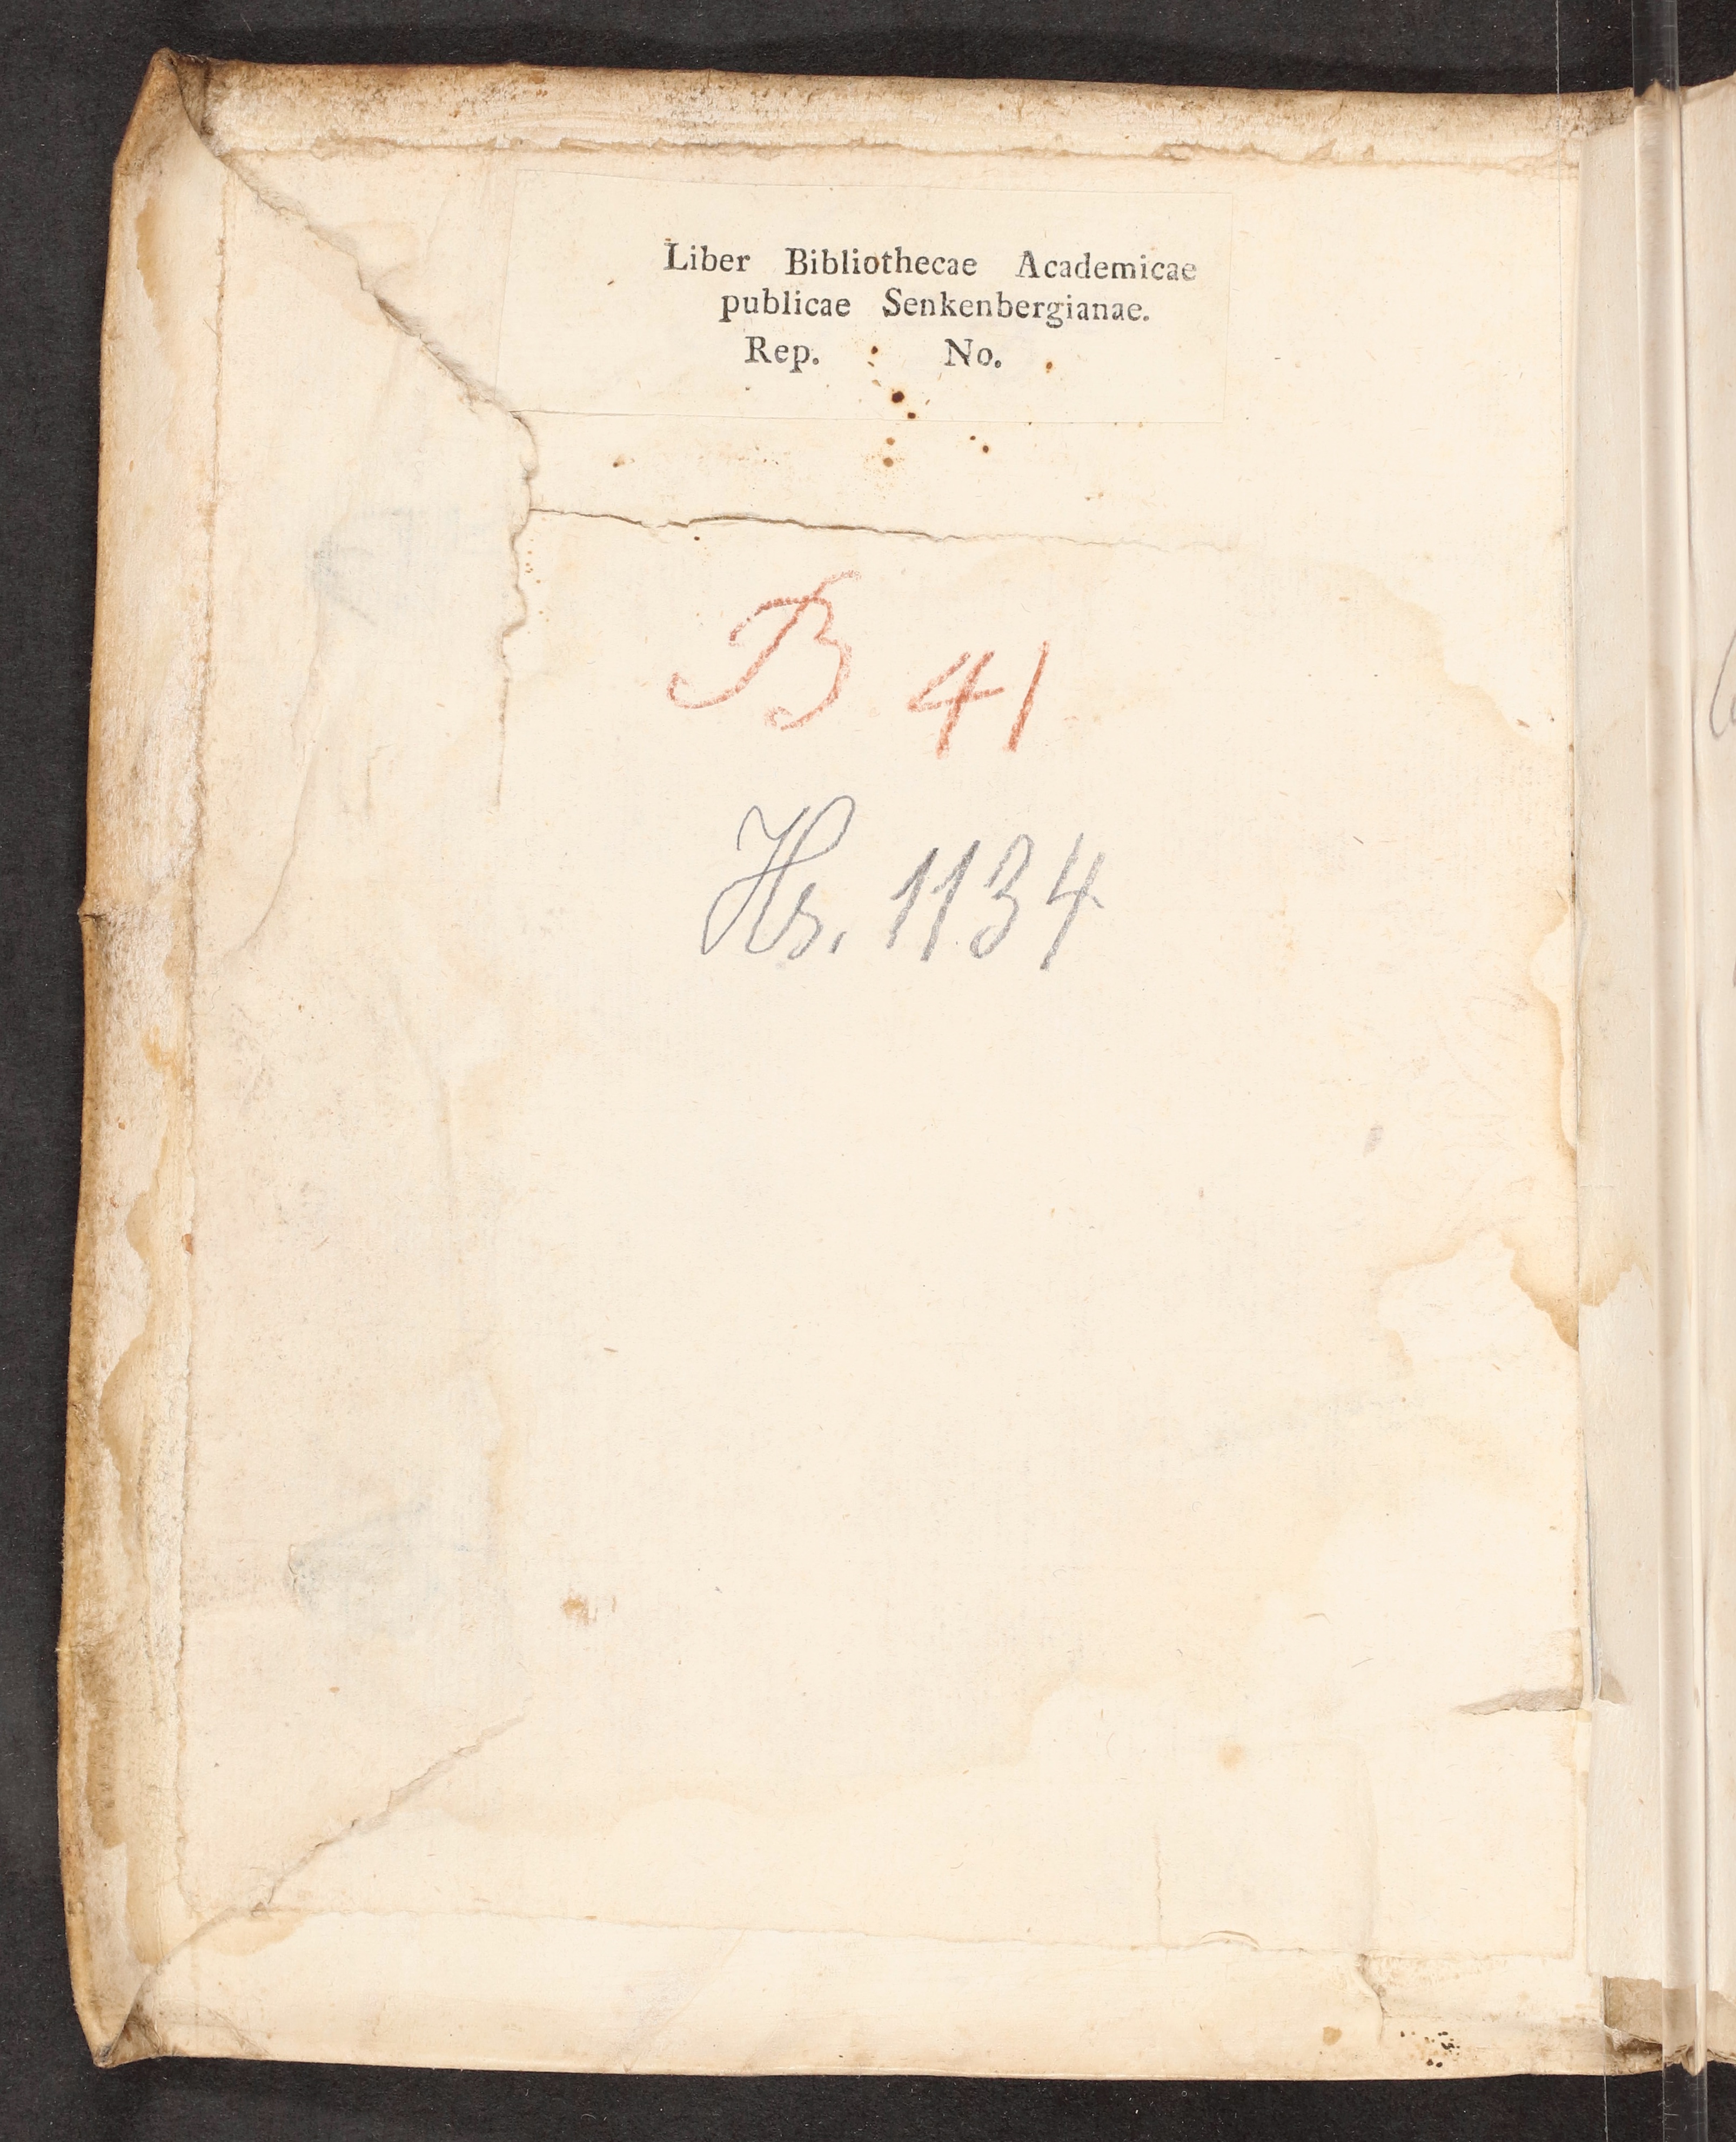 Liber Bibliothecae Academicae
publicae Senkenbergianae.
Rep. No.
B 41
Hs. 1134